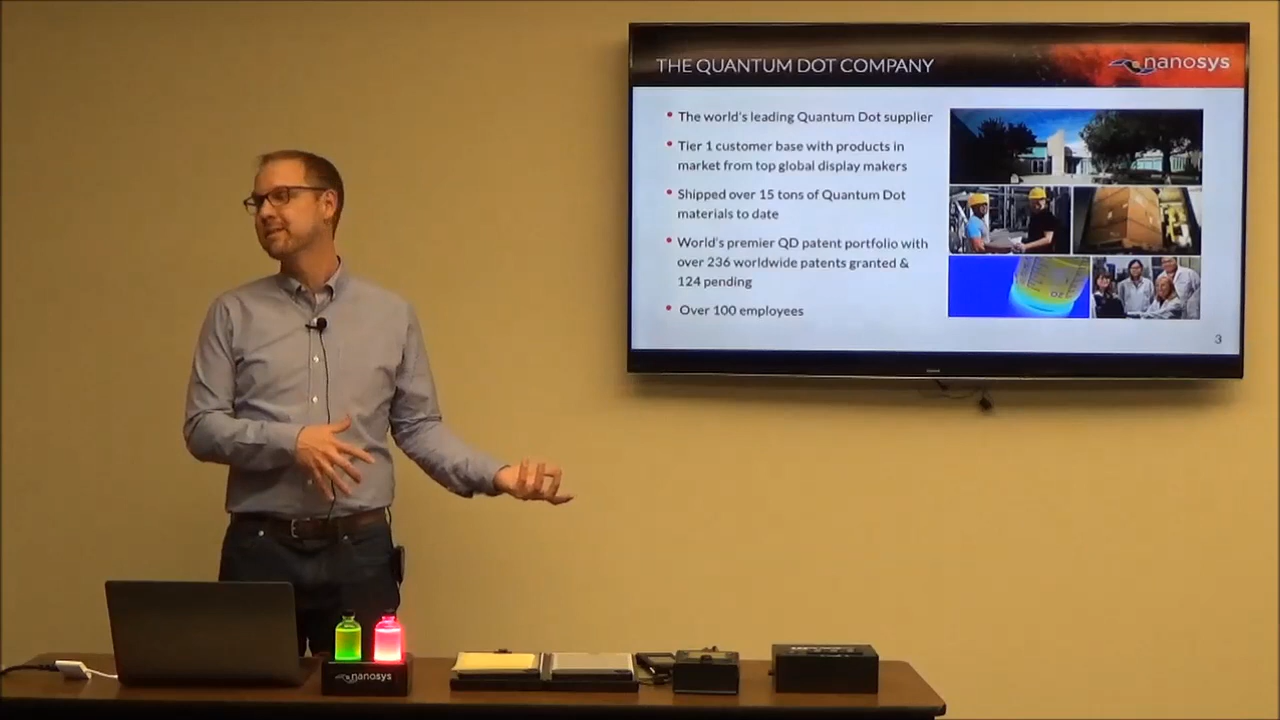 THE QUANTUM DOT COMPANY
nanosys
The world's leading Quantum Dot supplier
Tier 1 customer base with products in
market from top global display makers
Shipped over 15 tons of Quantum Dot
materials to date
World's premier QD patent portfolio with
over 236 worldwide patents granted &
124 pending
Over 100 employees
OZ
3
nanosys